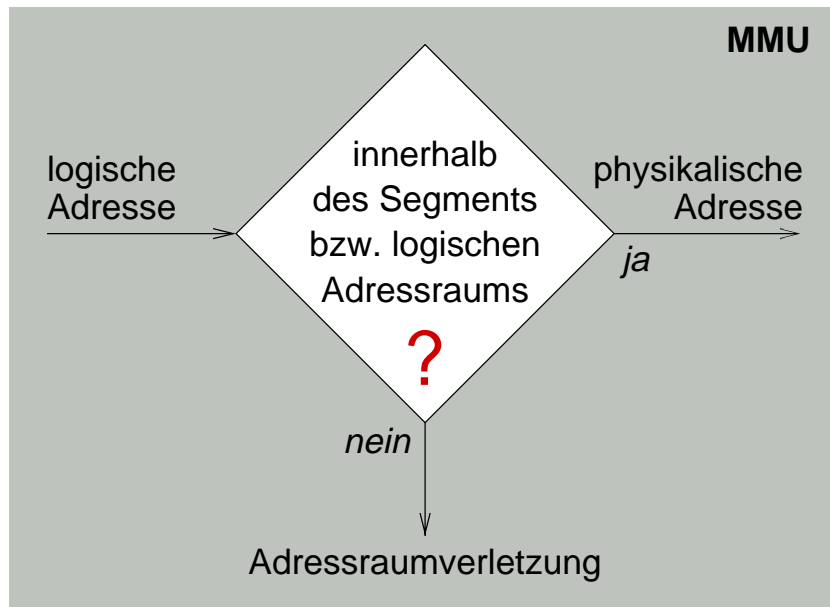 MMU
logische
Adresse
innerhalb
des Segments
bzw. logischen
Adressraums
?
physikalische
Adresse
ja
nein
Adressraumverletzung